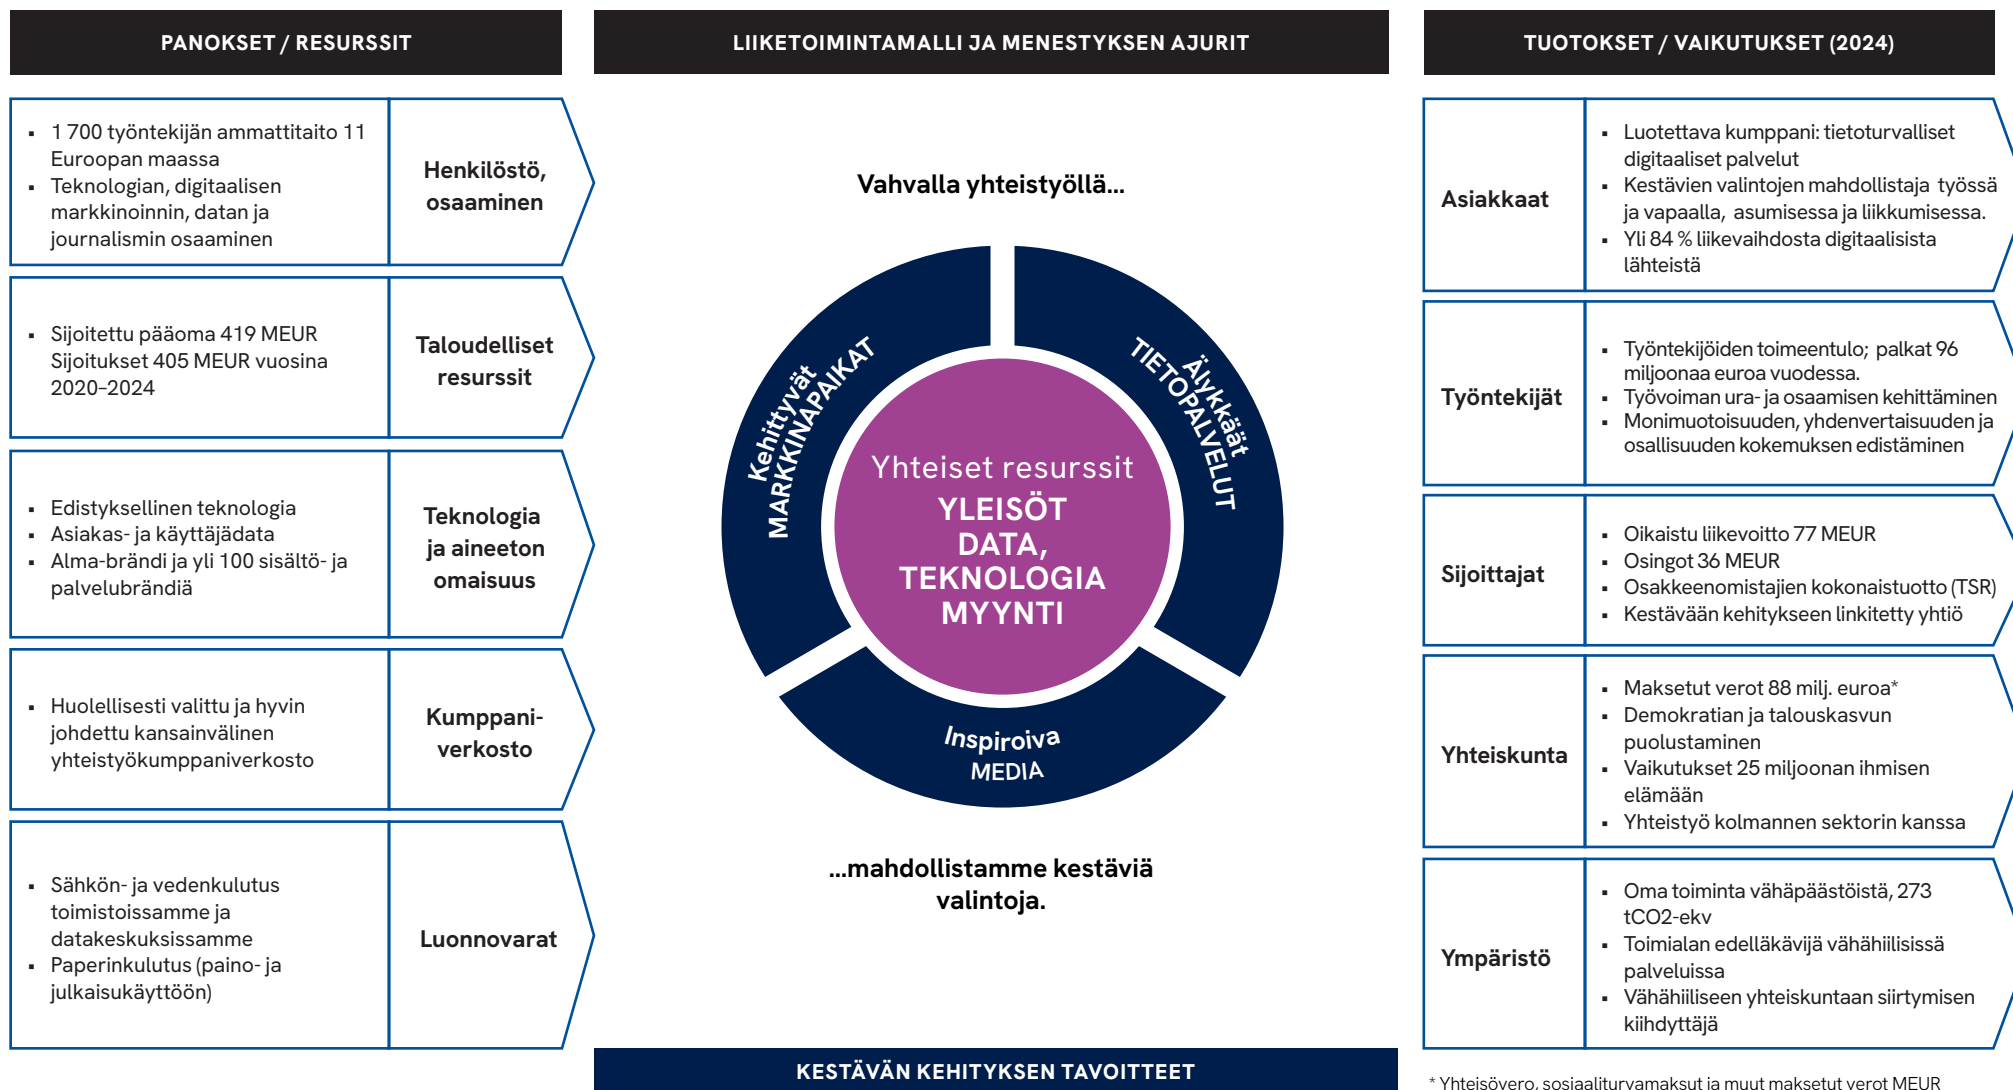 PANOKSET / RESURSSIT
1 700 työntekijän ammattitaito 11
Euroopan maassa
Teknologian, digitaalisen
markkinoinnin, datan ja
journalismin osaaminen
Henkilöstö,
osaaminen
Sijoitettu pääoma 419 MEUR
Sijoitukset 405 MEUR vuosina
2020–2024
Taloudelliset
resurssit
Edistyksellinen teknologia
Asiakas- ja käyttäjädata
Alma-brändi ja yli 100 sisältö- ja
palvelubrändiä
Teknologia
ja aineeton
omaisuus
Huolellisesti valittu ja hyvin
johdettu kansainvälinen
yhteistyökumppaniverkosto
Kumppani-
verkosto
Sähkön- ja vedenkulutus
toimistoissamme ja
datakeskuksissamme
Paperinkulutus (paino- ja
julkaisukäyttöön)
Luonnovarat
LIIKETOIMINTAMALLI JA MENESTYKSEN AJURIT
Vahvalla yhteistyöllä...
Kehittyvät
MARKKINAPAIKAT
Älykkäät
TIETOPALVELUT
Yhteiset resurssit
YLEISÖT
DATA,
TEKNOLOGIA
MYYNTI
Inspiroiva
MEDIA
...mahdollistamme kestäviä
valintoja.
KESTÄVÄN KEHITYKSEN TAVOITTEET
TUOTOKSET / VAIKUTUKSET (2024)
Asiakkaat
Luotettava kumppani: tietoturvalliset
digitaaliset palvelut
Kestävien valintojen mahdollistaja työssä
ja vapaalla, asumisessa ja liikkumisessa.
Yli 84 % liikevaihdosta digitaalisista
lähteistä
Työntekijät
Työntekijöiden toimeentulo; palkat 96
miljoonaa euroa vuodessa.
Työvoiman ura- ja osaamisen kehittäminen
Monimuotoisuuden, yhdenvertaisuuden ja
osallisuuden kokemuksen edistäminen
Sijoittajat
Oikaistu liikevoitto 77 MEUR
Osingot 36 MEUR
Osakkeenomistajien kokonaistuotto (TSR)
Kestävään kehitykseen linkitetty yhtiö
Yhteiskunta
Maksetut verot 88 milj. euroa*
Demokratian ja talouskasvun
puolustaminen
Vaikutukset 25 miljoonan ihmisen
elämään
Yhteistyö kolmannen sektorin kanssa
Ympäristö
Oma toiminta vähäpäästöistä, 273
tCO2-ekv
Toimialan edelläkävijä vähähiilisissä
palveluissa
Vähähiiliseen yhteiskuntaan siirtymisen
kiihdyttäjä
* Yhteisövero, sosiaaliturvamaksut ja muut maksetut verot MEUR